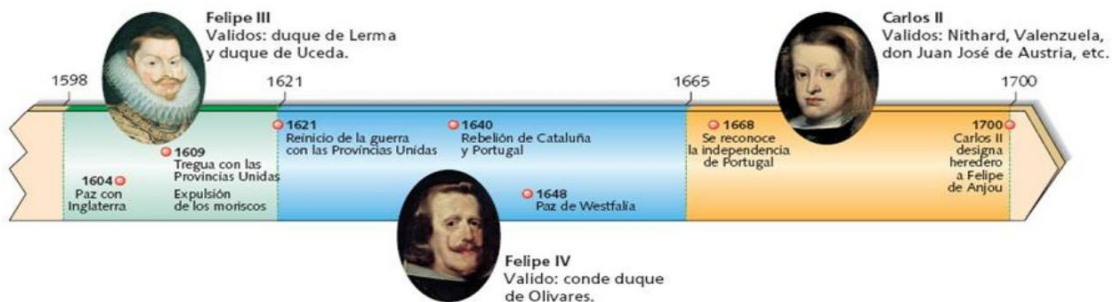 Felipe III
Validos: duque de Lerma
y duque de Uceda.
Carlos II
Validos: Nithard, Valenzuela,
don Juan José de Austria, etc.
1598
1621
1665
1700
1604
Paz con
Inglaterra
1609
Tregua con las
Provincias Unidas
Expulsión
de los moriscos
1621
Reinicio de la guerra
con las Provincias Unidas
1640
Rebelión de Cataluña
y Portugal
1648
Paz de Westfalia
1668
Se reconoce
la independencia
de Portugal
1700
Carlos II
designa
heredero
a Felipe
de Anjou
Felipe IV
Valido: conde duque
de Olivares.